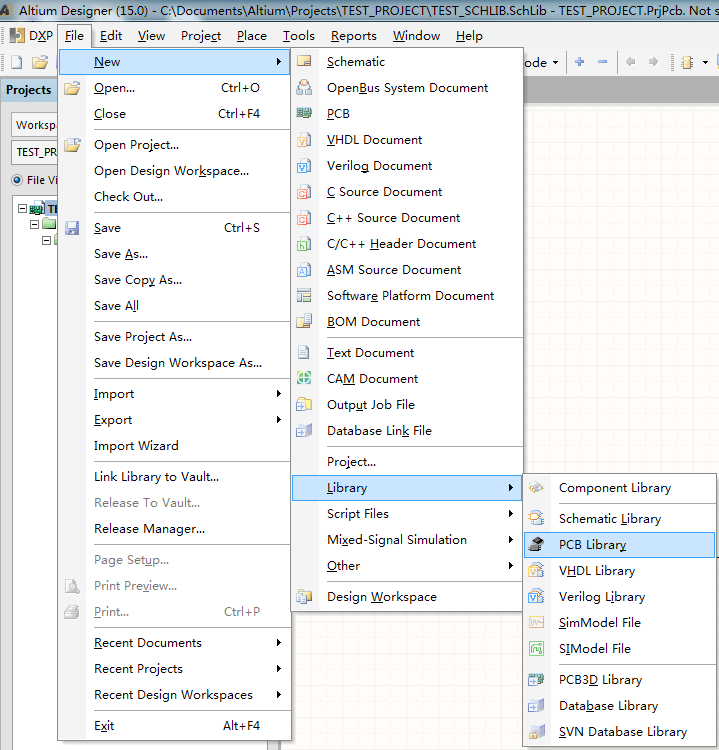 Altium Designer (15.0) - C:\Documents\Altium\Projects\TEST_PROJECT\TEST_SCHLIB.SchLib - TEST_PROJECT.PrjPcb. Not s
DXP File Edit View Project Place Tools Reports Window Help
ode
Projects
Worksp
TEST_PR
File Vi
TE
New
Open... Ctrl+O
Close Ctrl+F4
Open Project...
Open Design Workspace...
Check Out...
Save Ctrl+S
Save As...
Save Copy As...
Save All
Save Project As...
Save Design Workspace As...
Import
Export
Import Wizard
Link Library to Vault...
Release To Vault...
Release Manager...
Page Setup...
Print Preview...
Print... Ctrl+P
Recent Documents
Recent Projects
Recent Design Workspaces
Exit Alt+F4
Schematic
OpenBus System Document
PCB
VHDL Document
Verilog Document
C Source Document
C++ Source Document
C/C++ Header Document
ASM Source Document
Software Platform Document
BOM Document
Text Document
CAM Document
Output Job File
Database Link File
Project...
Library
Script Files
Mixed-Signal Simulation
Other
Design Workspace
Component Library
Schematic Library
PCB Library
VHDL Library
Verilog Library
SimModel File
SIModel File
PCB3D Library
Database Library
SVN Database Library